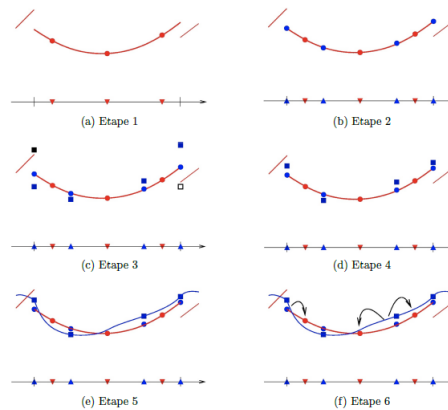 (a) Etape 1
(b) Etape 2
(c) Etape 3
(d) Etape 4
(e) Etape 5
(f) Etape 6